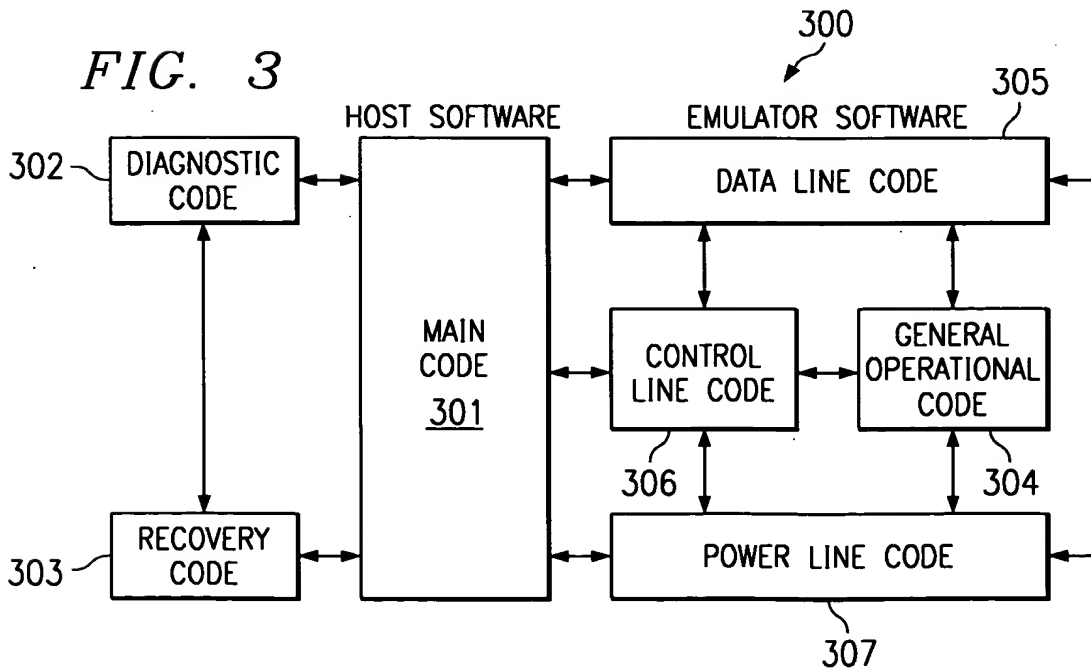 FIG. 3
300
HOST SOFTWARE
EMULATOR SOFTWARE
305
302
DIAGNOSTIC
CODE
DATA LINE CODE
MAIN
CODE
301
CONTROL
LINE CODE
GENERAL
OPERATIONAL
CODE
306
304
303
RECOVERY
CODE
POWER LINE CODE
307